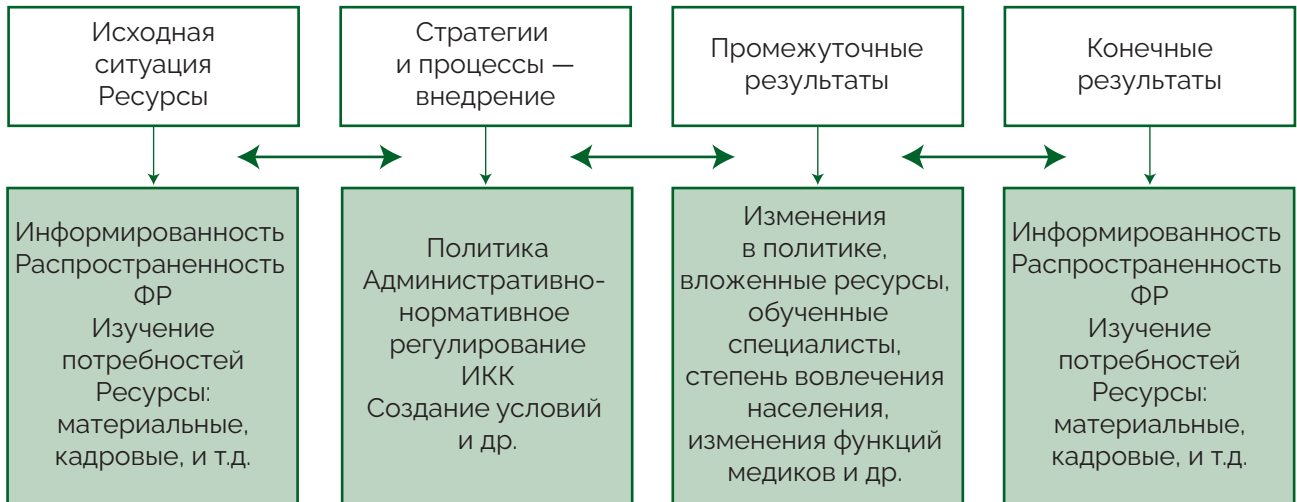 Исходная
ситуация
Ресурсы
Стратегии
и процессы —
внедрение
Промежуточные
результаты
Конечные
результаты
Информированность
Распространенность
ФР
Изучение
потребностей
Ресурсы:
материальные,
кадровые, и т.д.
Политика
Административно-
нормативное
регулирование
ИКК
Создание условий
и др.
Изменения
в политике,
вложенные ресурсы,
обученные
специалисты,
степень вовлечения
населения,
изменения функций
медиков и др.
Информированность
Распространенность
ФР
Изучение
потребностей
Ресурсы:
материальные,
кадровые, и т.д.